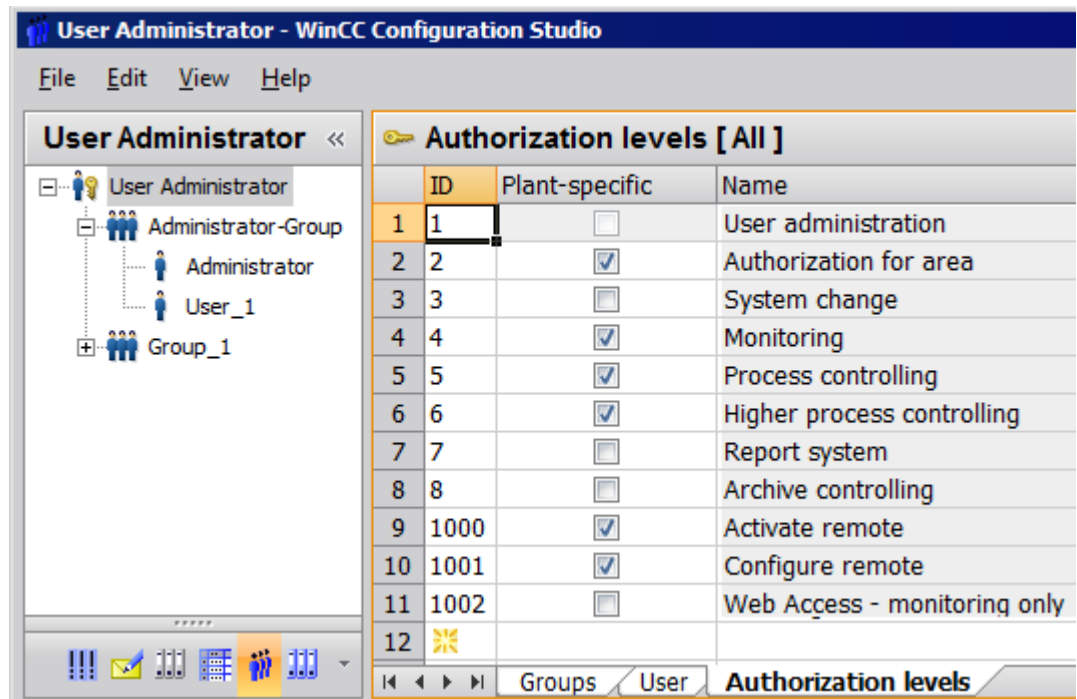 User Administrator - WinCC Configuration Studio
File Edit View Help
User Administrator «
User Administrator
Administrator-Group
Administrator
User_1
Group_1
Authorization levels [ All ]
ID Plant-specific Name
1 1 User administration
2 2 Authorization for area
3 3 System change
4 4 Monitoring
5 5 Process controlling
6 6 Higher process controlling
7 7 Report system
8 8 Archive controlling
9 1000 Activate remote
10 1001 Configure remote
11 1002 Web Access - monitoring only
12
Groups User Authorization levels